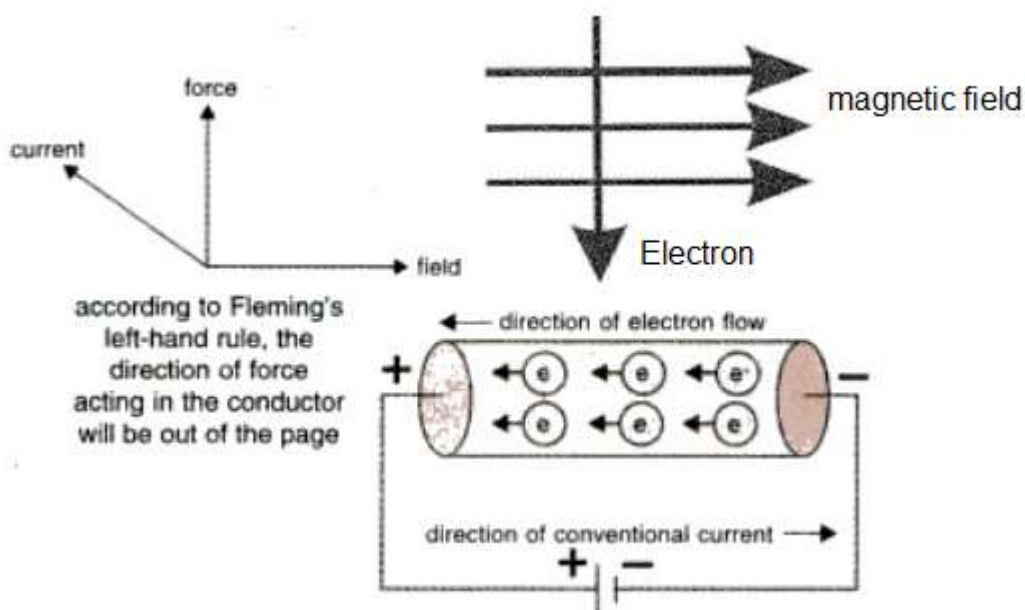 force
current
field
according to Fleming's
left-hand rule, the
direction of force
acting in the conductor
will be out of the page
magnetic field
Electron
direction of electron flow
+
−
e e e-
e e e
direction of conventional current
+ −